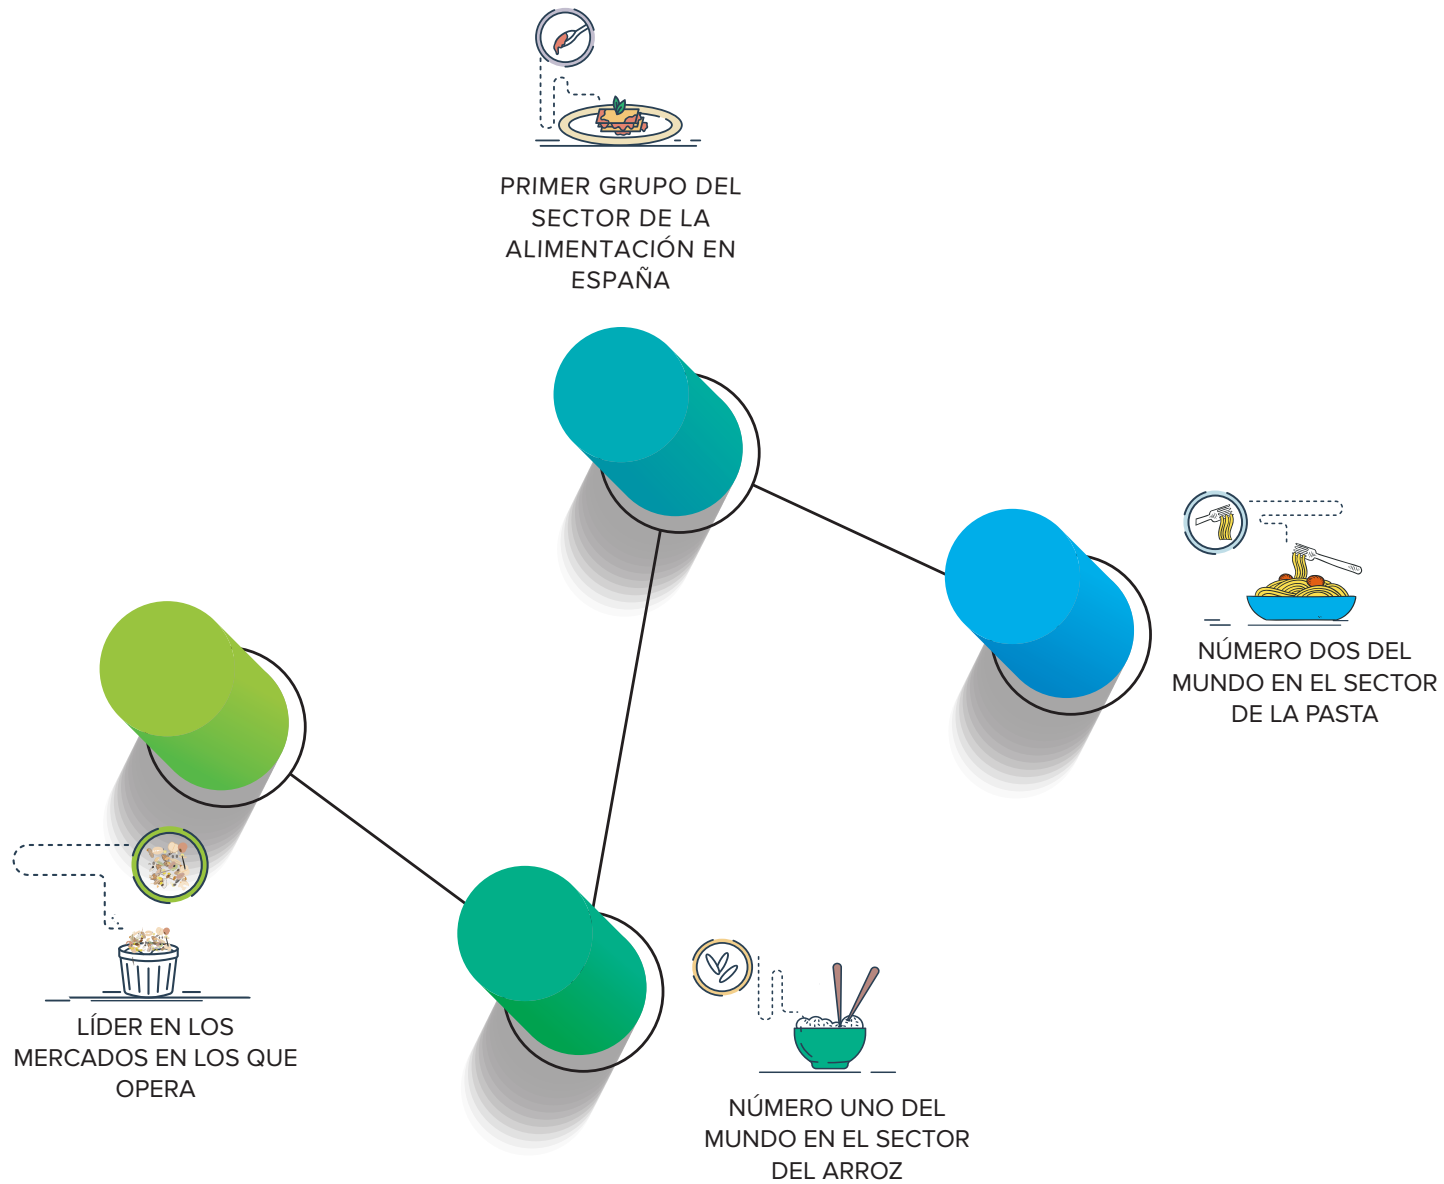 PRIMER GRUPO DEL
SECTOR DE LA
ALIMENTACIÓN EN
ESPAÑA
NÚMERO DOS DEL
MUNDO EN EL SECTOR
DE LA PASTA
LÍDER EN LOS
MERCADOS EN LOS QUE
OPERA
NÚMERO UNO DEL
MUNDO EN EL SECTOR
DEL ARROZ